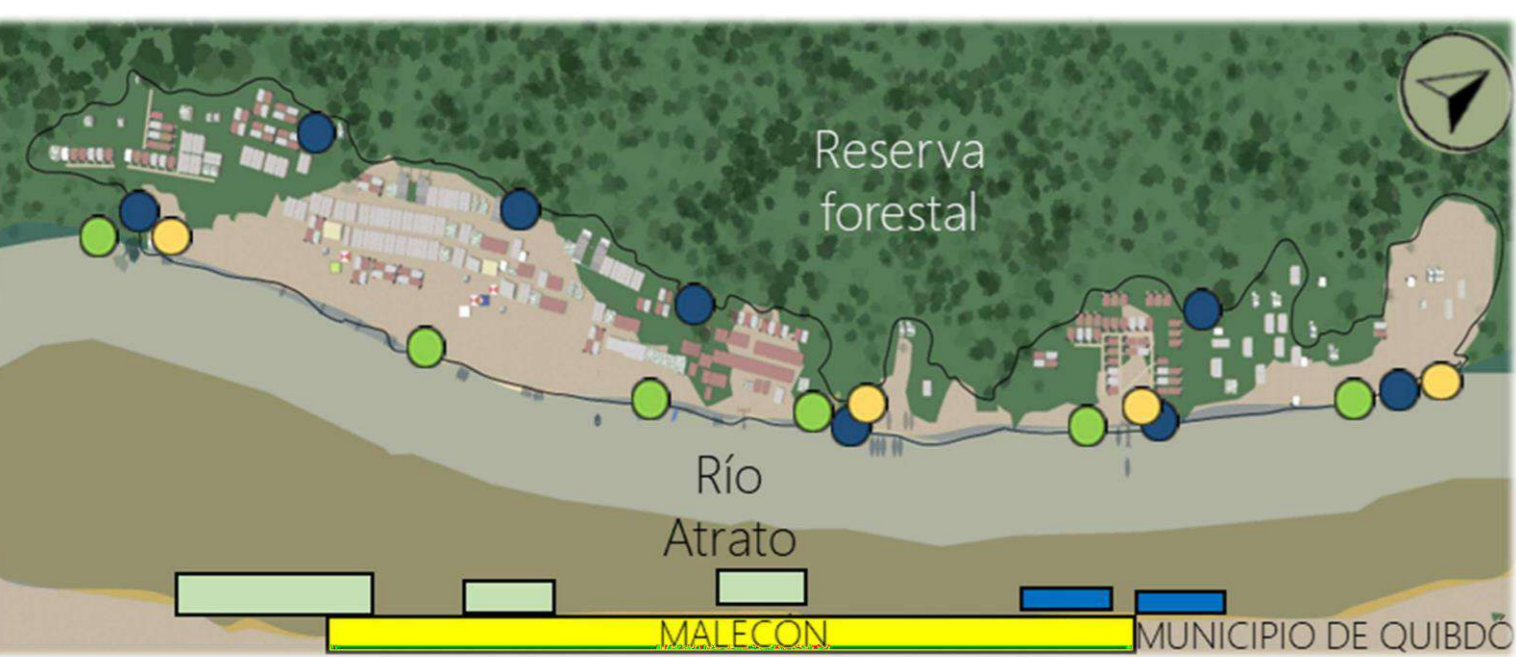 Reserva
forestal
Río
Atrato
MALECÓN
MUNICIPIO DE QUIBDÓ